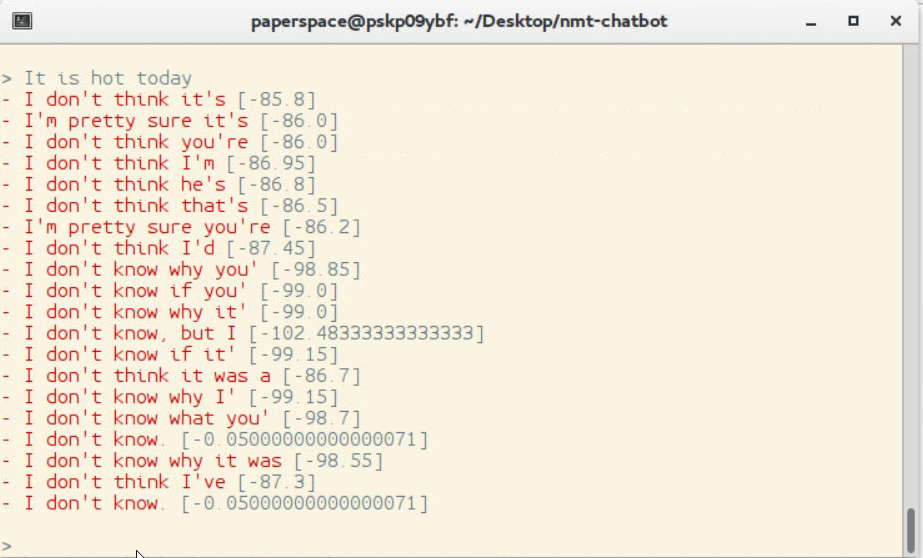 paperspace@pskp09ybf: ~/Desktop/nmt-chatbot
> It is hot today
- I don't think it's [-85.8]
- I'm pretty sure it's [-86.0]
- I don't think you're [-86.0]
- I don't think I'm [-86.95]
- I don't think he's [-86.8]
- I don't think that's [-86.5]
- I'm pretty sure you're [-86.2]
- I don't think I'd [-87.45]
- I don't know why you' [-98.85]
- I don't know if you' [-99.0]
- I don't know why it' [-99.0]
- I don't know, but I [-102.48333333333333]
- I don't know if it' [-99.15]
- I don't think it was a [-86.7]
- I don't know why I' [-99.15]
- I don't know what you' [-98.7]
- I don't know. [-0.05000000000000071]
- I don't know why it was [-98.55]
- I don't think I've [-87.3]
- I don't know. [-0.05000000000000071]
>